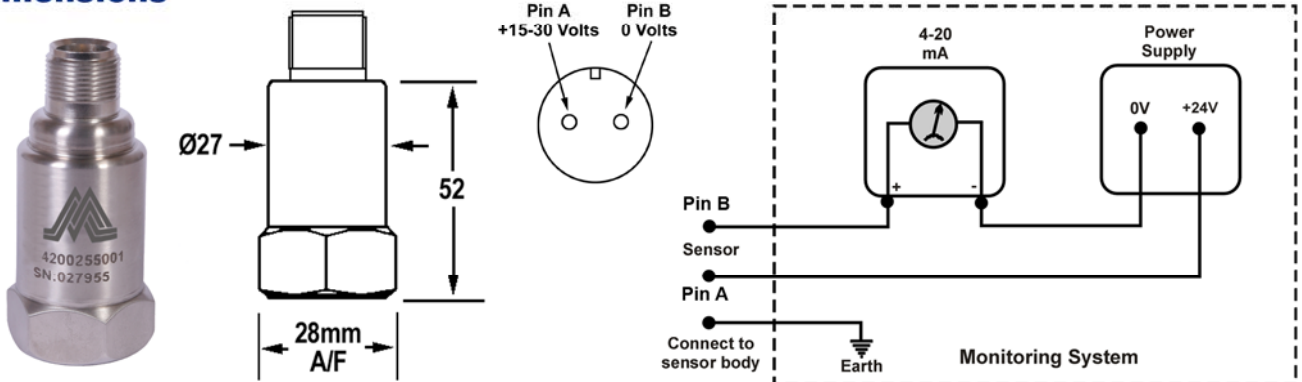 4200255001
SN.027955
Ø27
52
28mm
A/F
Pin A
+15-30 Volts
Pin B
0 Volts
4-20
mA
+
-
Power
Supply
0V
+24V
Pin B
Sensor
Pin A
Connect to
sensor body
Earth
Monitoring System